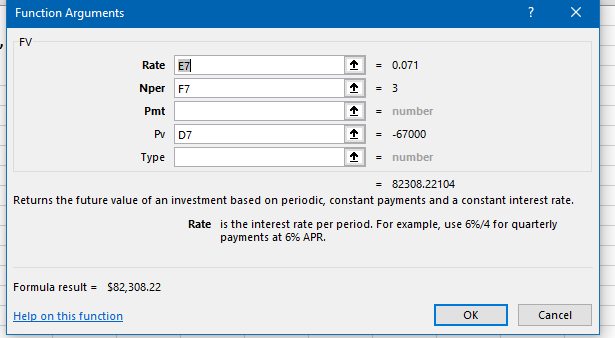 Function Arguments ? ×
FV
Rate E7 = 0.071
Nper F7 = 3
Pmt = number
Pv D7 = -67000
Type = number
= 82308.22104
Returns the future value of an investment based on periodic, constant payments and a constant interest rate.
Rate is the interest rate per period. For example, use 6%/4 for quarterly
payments at 6% APR.
Formula result = $82,308.22
Help on this function OK Cancel